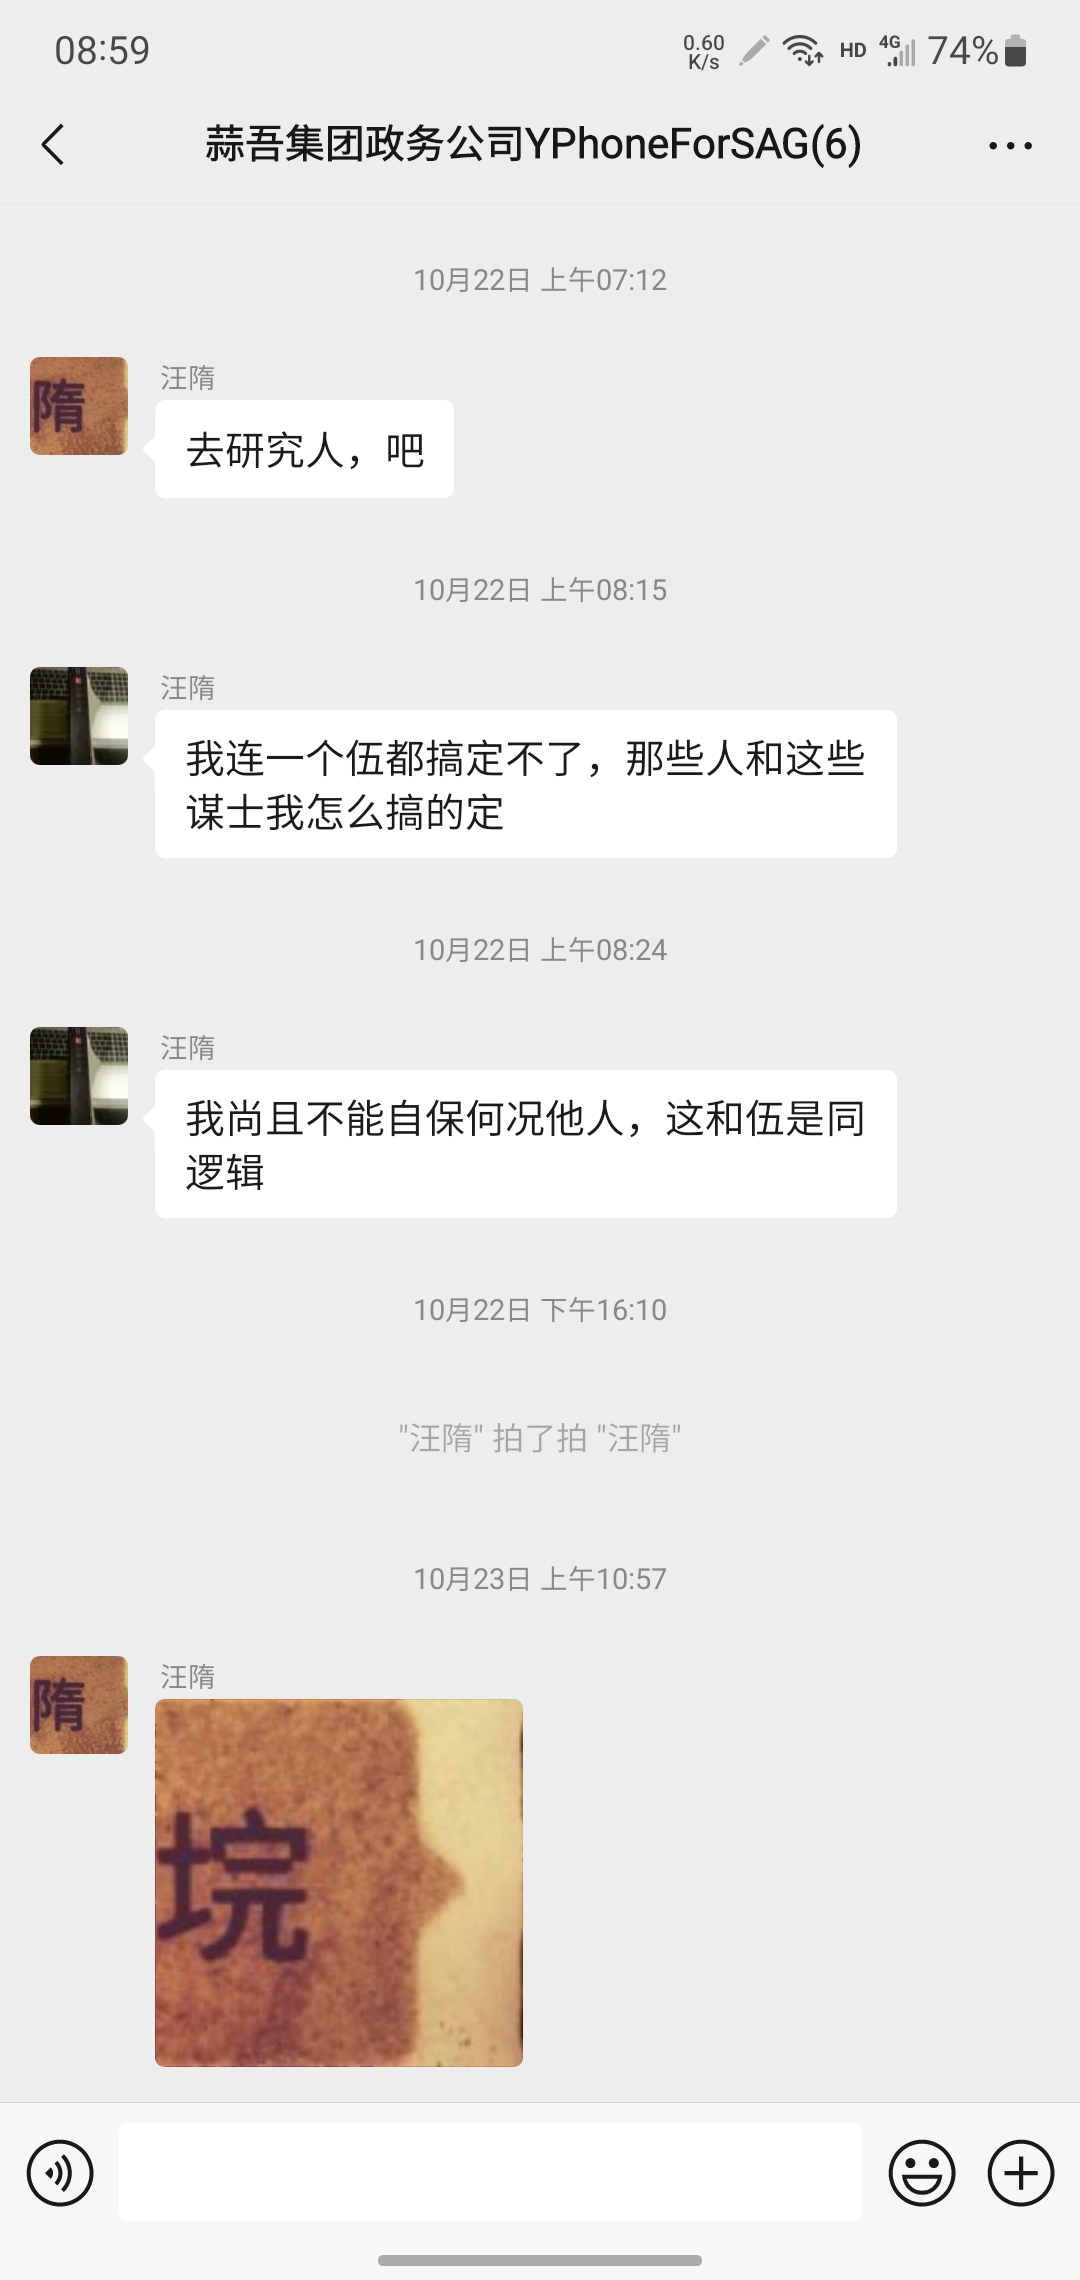 08:59
0.60
K/s
HD
4G
74%
蒜吾集团政务公司YPhoneForSAG(6)
10月22日 上午07:12
隋
汪隋
去研究人，吧
10月22日 上午08:15
汪隋
我连一个伍都搞定不了，那些人和这些
谋士我怎么搞的定
10月22日 上午08:24
汪隋
我尚且不能自保何况他人，这和伍是同
逻辑
10月22日 下午16:10
"汪隋" 拍了拍 "汪隋"
10月23日 上午10:57
隋
汪隋
垸